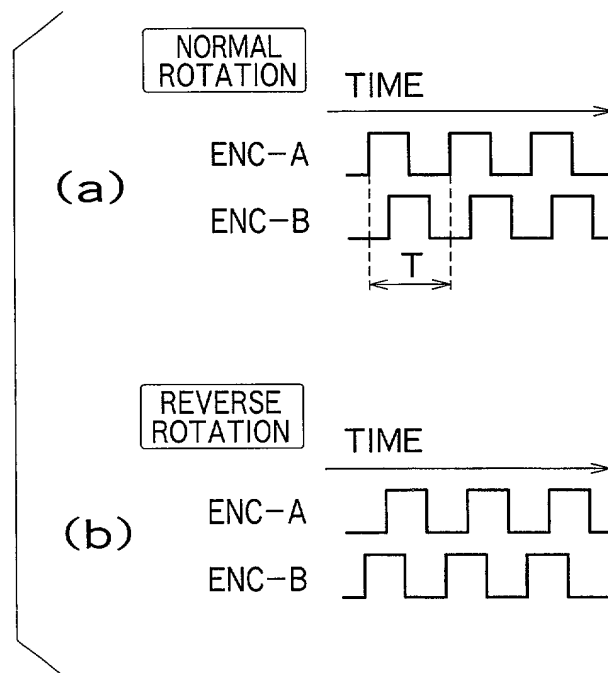 NORMAL
ROTATION
TIME
(a)
ENC-A
ENC-B
T
REVERSE
ROTATION
TIME
(b)
ENC-A
ENC-B